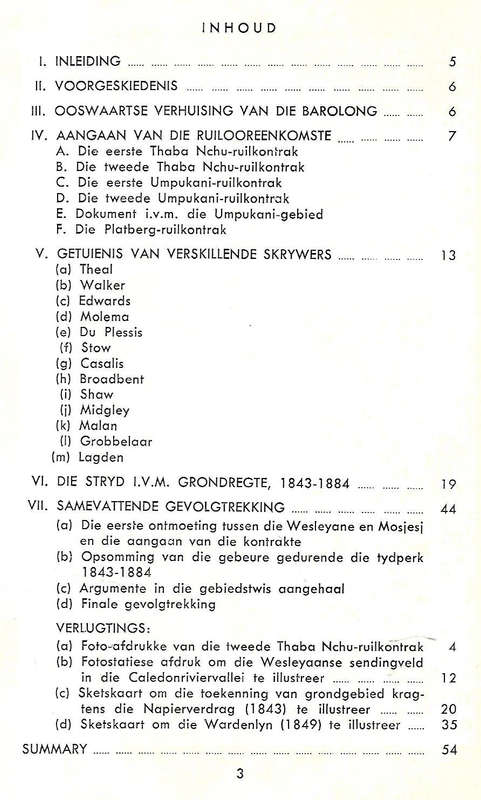 INHOUD
I. INLEIDING ...... ...... ...... ...... ...... ...... ...... ...... ...... ...... ...... 5
II. VOORGESKIEDENIS ...... ...... ...... ...... ...... ...... ...... ...... ...... 6
III. OOSWAARTSE VERHUISING VAN DIE BAROLONG ...... ...... 6
IV. AANGAAN VAN DIE RUILOOREENKOMSTE ...... ...... ...... ...... 7
A. Die eerste Thaba Nchu-ruilkontrak
B. Die tweede Thaba Nchu-ruilkontrak
C. Die eerste Umpukani-ruilkontrak
D. Die tweede Umpukani-ruilkontrak
E. Dokument i.v.m. die Umpukani-gebied
F. Die Platberg-ruilkontrak
V. GETUIENIS VAN VERSKILLENDE SKRYWERS ...... ...... ...... ...... 13
(a) Theal
(b) Walker
(c) Edwards
(d) Molema
(e) Du Plessis
(f) Stow
(g) Casalis
(h) Broadbent
(i) Shaw
(j) Midgley
(k) Malan
(l) Grobbelaar
(m) Lagden
VI. DIE STRYD I.V.M. GRONDREGTE, 1843-1884 ...... ...... ...... 19
VII. SAMEVATTENDE GEVOLGTREKKING ...... ...... ...... ...... ...... ...... 44
(a) Die eerste ontmoeting tussen die Wesleyane en Mosjesj
en die aangaan van die kontrakte
(b) Opsomming van die gebeure gedurende die tydperk
1843-1884
(c) Argumente in die gebiedstwis aangehaal
(d) Finale gevolgtrekking
VERLUGTINGS:
(a) Foto-afdrukke van die tweede Thaba Nchu-ruilkontrak 4
(b) Fotostatiese afdruk om die Wesleyaanse sendingveld
in die Caledonriviervallei te illustreer ...... ...... ...... ...... 12
(c) Sketskaart om die toekenning van grondgebied krag-
tens die Napierverdrag (1843) te illustreer ...... ...... 20
(d) Sketskaart om die Wardenlyn (1849) te illustreer ...... 35
SUMMARY ...... ...... ...... ...... ...... ...... ...... ...... ...... ...... ...... ...... ...... 54
3